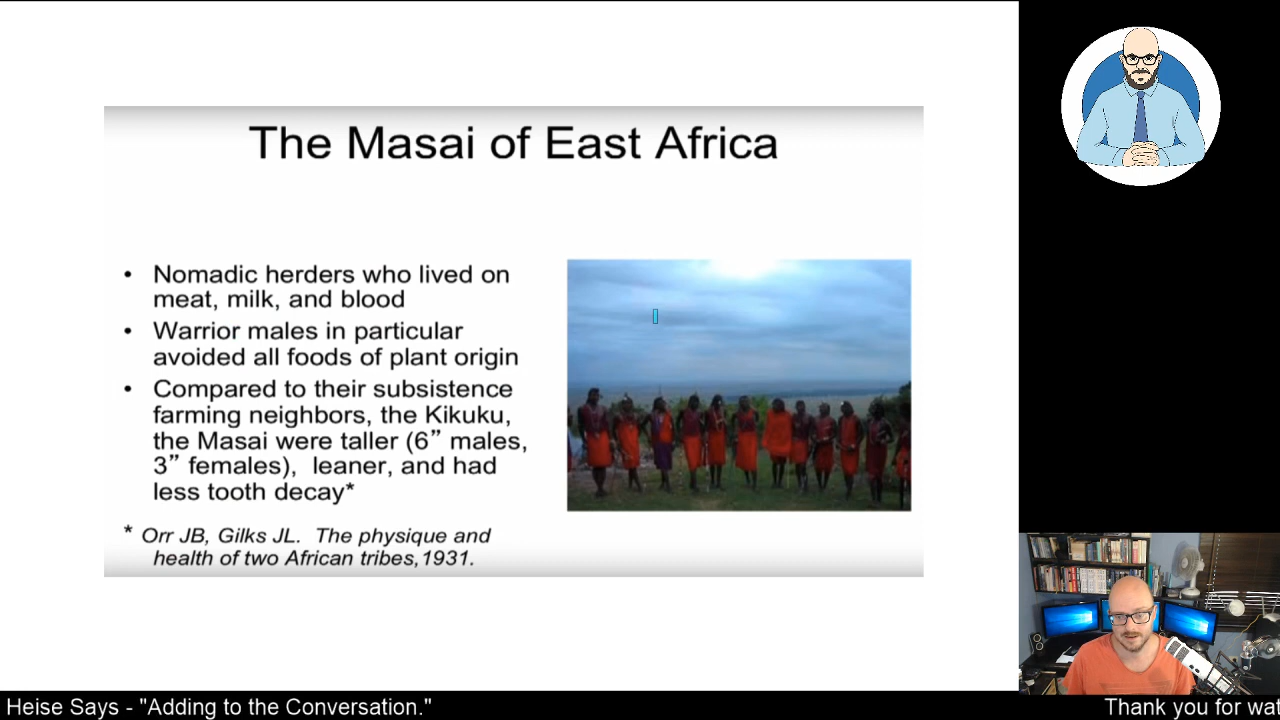 The Masai of East Africa
• Nomadic herders who lived on
meat, milk, and blood
• Warrior males in particular
avoided all foods of plant origin
• Compared to their subsistence
farming neighbors, the Kikuku,
the Masai were taller (6” males,
3” females), leaner, and had
less tooth decay*
* Orr JB, Gilks JL. The physique and
health of two African tribes,1931.
Heise Says - "Adding to the Conversation."
Thank you for wat